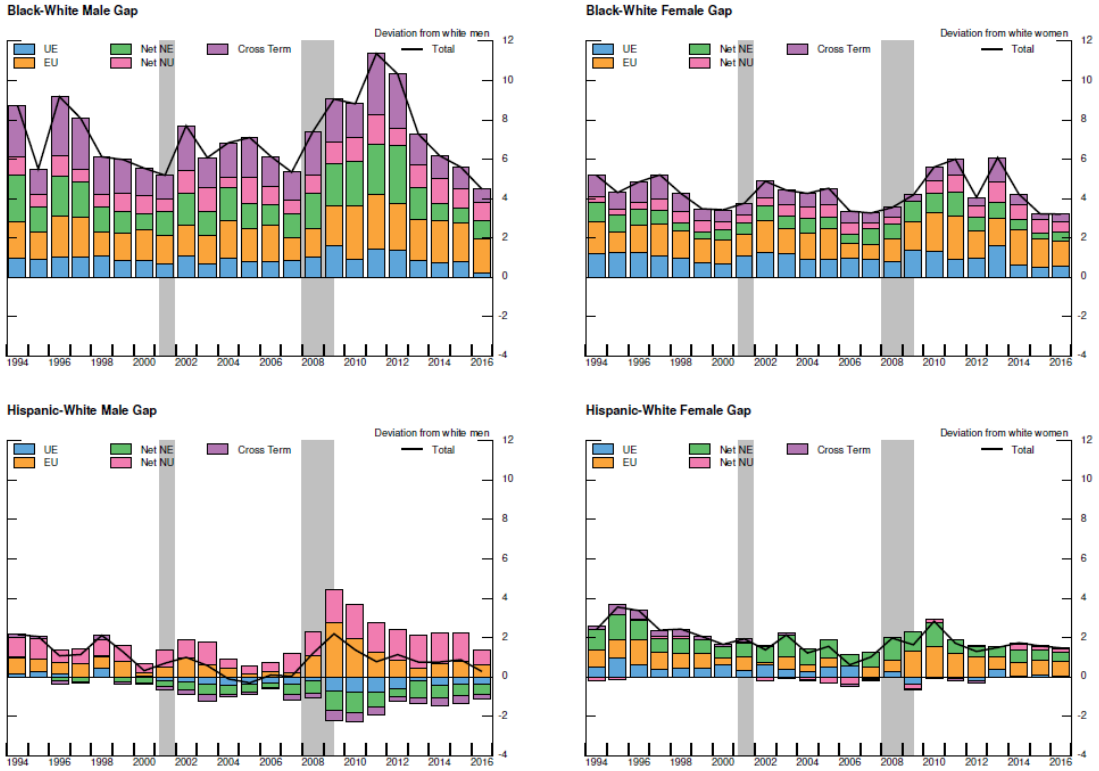 Black-White Male Gap
Deviation from white men
UE Net NE Cross Term Total
EU Net NU
12
10
8
6
4
2
0
-2
-4
1994 1996 1998 2000 2002 2004 2006 2008 2010 2012 2014 2016
Black-White Female Gap
Deviation from white women
UE Net NE Cross Term Total
EU Net NU
12
10
8
6
4
2
0
-2
-4
1994 1996 1998 2000 2002 2004 2006 2008 2010 2012 2014 2016
Hispanic-White Male Gap
Deviation from white men
UE Net NE Cross Term Total
EU Net NU
12
10
8
6
4
2
0
-2
-4
1994 1996 1998 2000 2002 2004 2006 2008 2010 2012 2014 2016
Hispanic-White Female Gap
Deviation from white women
UE Net NE Cross Term Total
EU Net NU
12
10
8
6
4
2
0
-2
-4
1994 1996 1998 2000 2002 2004 2006 2008 2010 2012 2014 2016